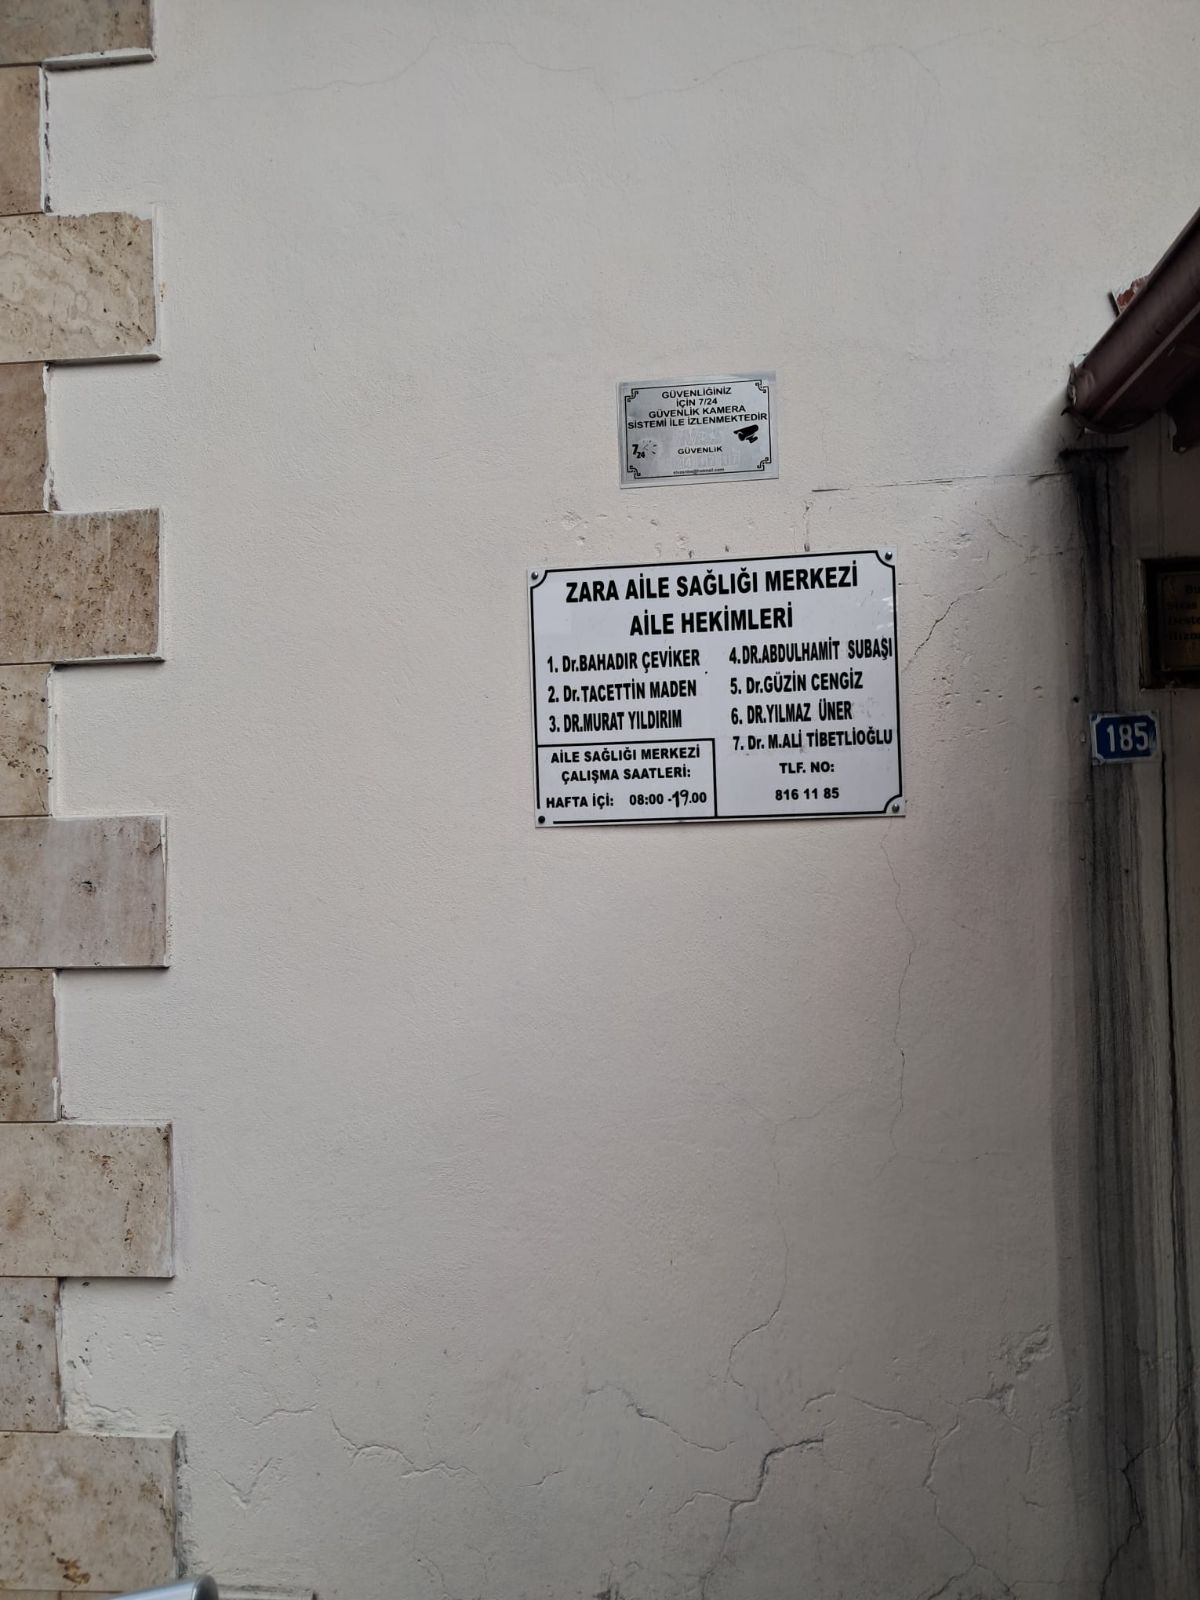 GÜVENLİĞİNİZ
İÇİN 7/24
GÜVENLİK KAMERA
SİSTEMİ İLE İZLENMEKTEDİR
7/24
GÜVENLİK
ZARA AİLE SAĞLIĞI MERKEZİ
AİLE HEKİMLERİ
1. Dr.BAHADIR ÇEVİKER
2. Dr.TACETTİN MADEN
3. DR.MURAT YILDIRIM
4.DR.ABDULHAMİT SUBAŞI
5. Dr.GÜZİN CENGİZ
6. DR.YILMAZ ÜNER
7. Dr. M.ALİ TİBETLİOĞLU
AİLE SAĞLIĞI MERKEZİ
ÇALIŞMA SAATLERİ:
HAFTA İÇİ: 08:00 -19.00
TLF. NO:
816 11 85
185